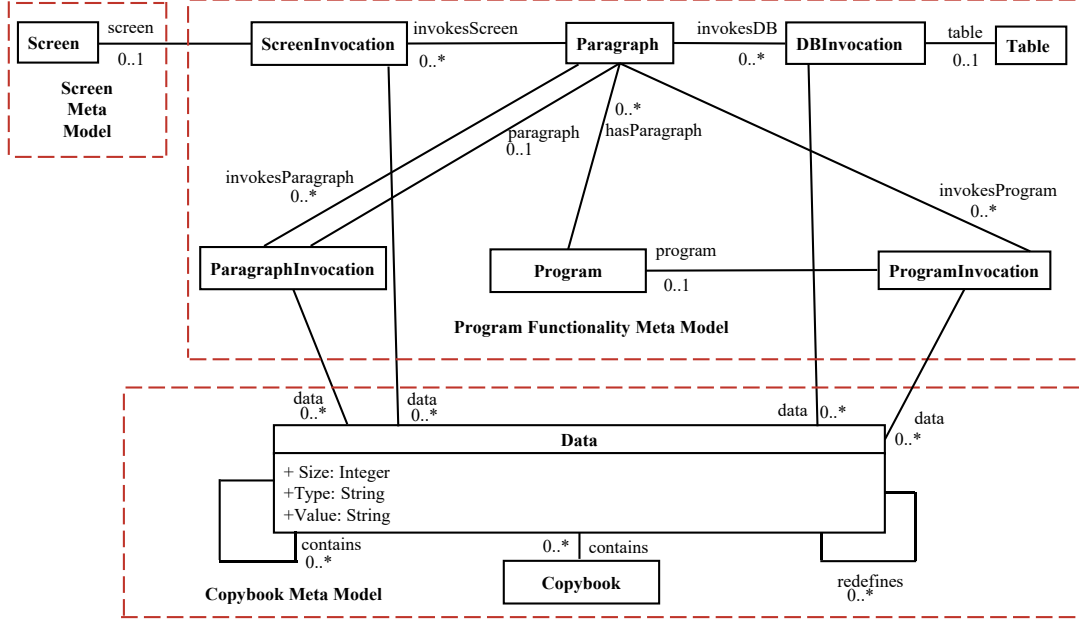 screen
invokesScreen
invokesDB
table
Screen
ScreenInvocation
Paragraph
DBInvocation
Table
0..1
0..*
0..*
0..1
Screen
Meta
Model
0..*
hasParagraph
paragraph
0..1
invokesParagraph
0..*
invokesProgram
0..*
ParagraphInvocation
Program
program
0..1
ProgramInvocation
Program Functionality Meta Model
data
0..*
data
0..*
data
0..*
data
0..*
Data
+ Size: Integer
+Type: String
+Value: String
contains
0..*
0..*
contains
redefines
0..*
Copybook
Copybook Meta Model